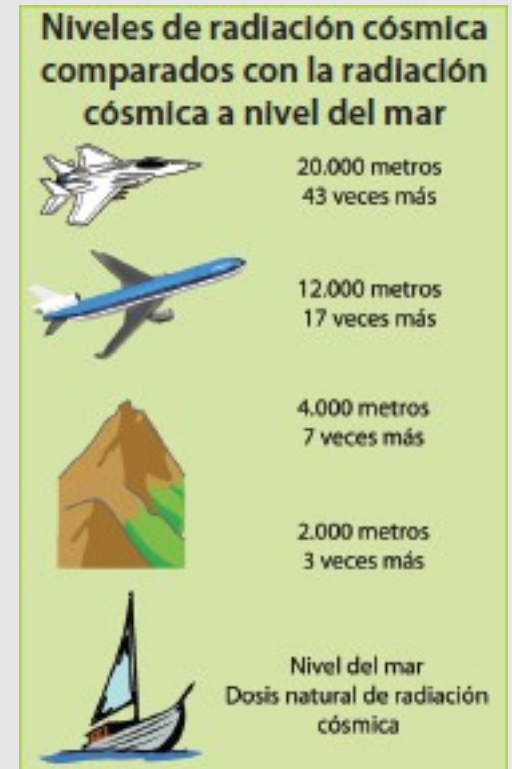 Niveles de radiación cósmica
comparados con la radiación
cósmica a nivel del mar
20.000 metros
43 veces más
12.000 metros
17 veces más
4.000 metros
7 veces más
2.000 metros
3 veces más
Nivel del mar
Dosis natural de radiación
cósmica